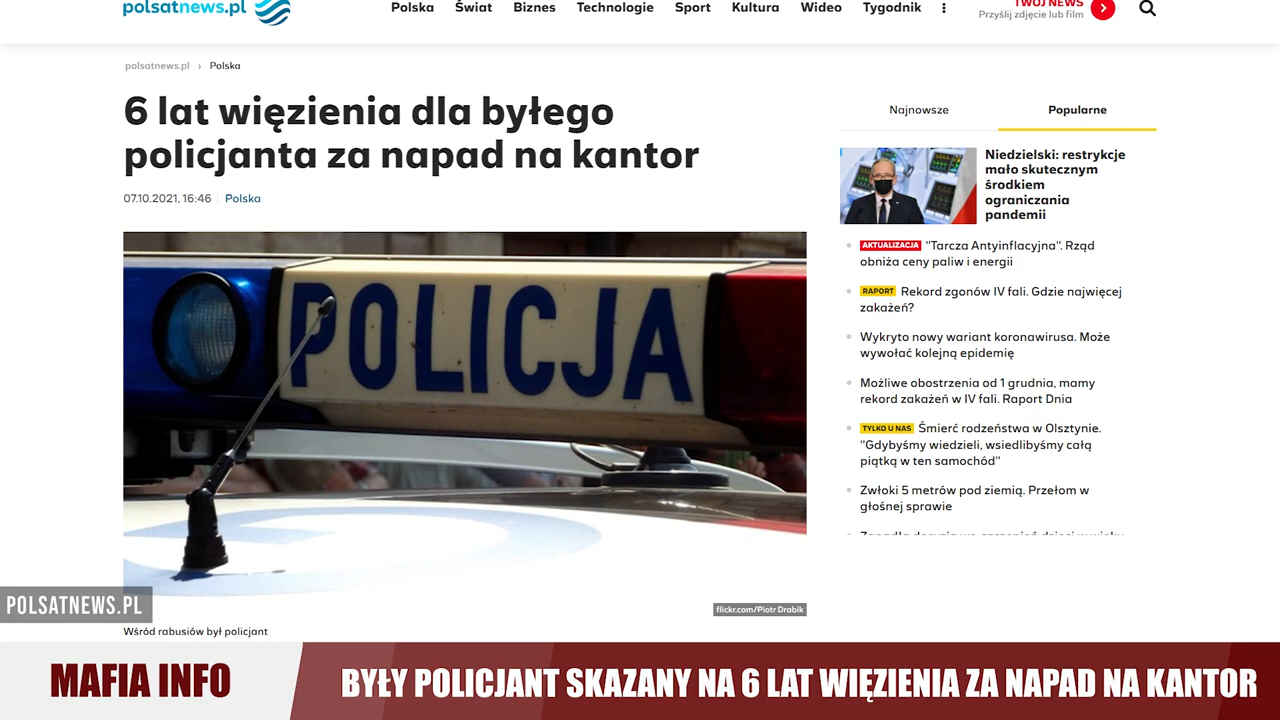 polsatnews.pl
Polska Świat Biznes Technologie Sport Kultura Wideo Tygodnik
TWÓJ NEWS
Przyślij zdjęcie lub film
polsatnews.pl › Polska
6 lat więzienia dla byłego
policjanta za napad na kantor
07.10.2021, 16:46 Polska
POLICJA
flickr.com/Piotr Drabik
Wśród rabusiów był policjant
Najnowsze Popularne
Niedzielski: restrykcje
mało skutecznym
środkiem
ograniczania
pandemii
AKTUALIZACJA "Tarcza Antyinflacyjna". Rząd
obniża ceny paliw i energii
RAPORT Rekord zgonów IV fali. Gdzie najwięcej
zakażeń?
Wykryto nowy wariant koronawirusa. Może
wywołać kolejną epidemię
Możliwe obostrzenia od 1 grudnia, mamy
rekord zakażeń w IV fali. Raport Dnia
TYLKO U NAS Śmierć rodzeństwa w Olsztynie.
"Gdybyśmy wiedzieli, wsiedlibyśmy całą
piątką w ten samochód"
Zwłoki 5 metrów pod ziemią. Przełom w
głośnej sprawie
POLSATNEWS.PL
MAFIA INFO
BYŁY POLICJANT SKAZANY NA 6 LAT WIĘZIENIA ZA NAPAD NA KANTOR